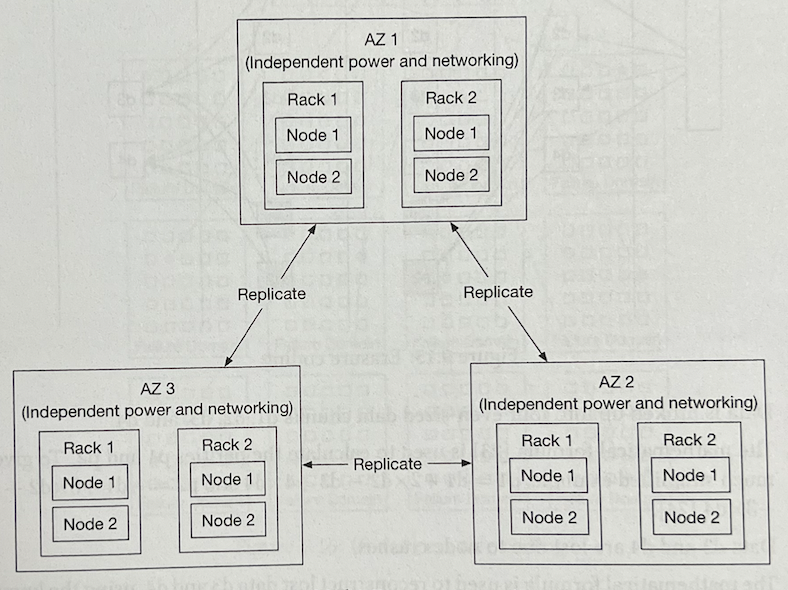 AZ 1
(Independent power and networking)
Rack 1
Node 1
Node 2
Rack 2
Node 1
Node 2
Replicate
Replicate
AZ 3
(Independent power and networking)
Rack 1
Node 1
Node 2
Rack 2
Node 1
Node 2
Replicate
AZ 2
(Independent power and networking)
Rack 1
Node 1
Node 2
Rack 2
Node 1
Node 2